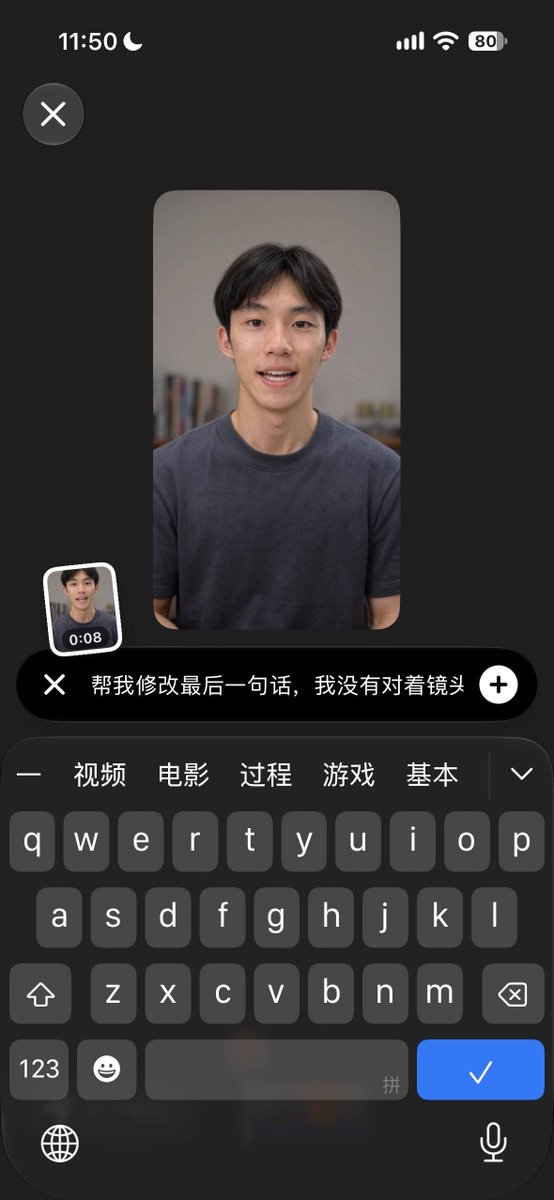 11:50
80
0:08
帮我修改最后一句话，我没有对着镜头
一 视频 电影 过程 游戏 基本
q w e r t y u i o p
a s d f g h j k l
z x c v b n m
123 拼